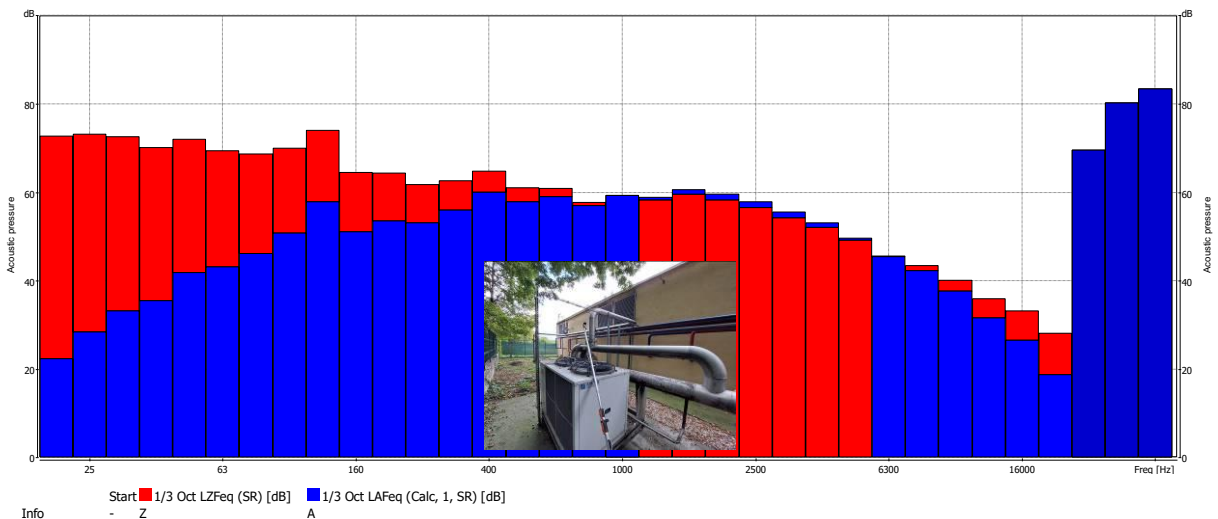 dB dB
80 80
60 60
40 40
20 20
0 0
Acoustic pressure Acoustic pressure
25 63 160 400 1000 2500 6300 16000 Freq [Hz]
Start 1/3 Oct LZFeq (SR) [dB] 1/3 Oct LAFeq (Calc, 1, SR) [dB]
Info - Z A